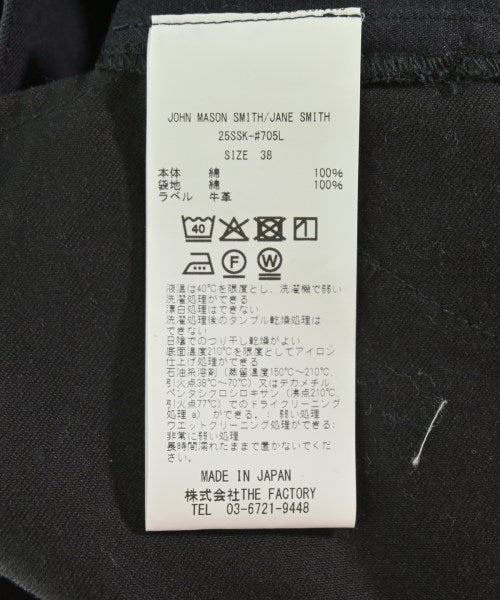 JOHN MASON SMITH/JANE SMITH
25SSK-#705L
SIZE 38
本体 綿 100%
袋地 綿 100%
ラベル 牛革
40
F W
液温は40℃を限度とし、洗濯機で弱い
洗濯処理ができる
漂白処理はできない
洗濯処理後のタンブル乾燥処理は
できない
日陰でのつり干し乾燥がよい
底面温度210℃を限度としてアイロン
仕上げ処理ができる
石油系溶剤（蒸留温度150℃～210℃、
引火点38℃～70℃）又はデカメチル
ペンタシクロシロキサン（沸点210℃、
引火点77℃）でのドライクリーニング
処理 a）ができる。：弱い処理
ウエットクリーニング処理ができる：
非常に弱い処理
長時間濡れたままで置かないでくだ
さい。
MADE IN JAPAN
株式会社THE FACTORY
TEL 03-6721-9448